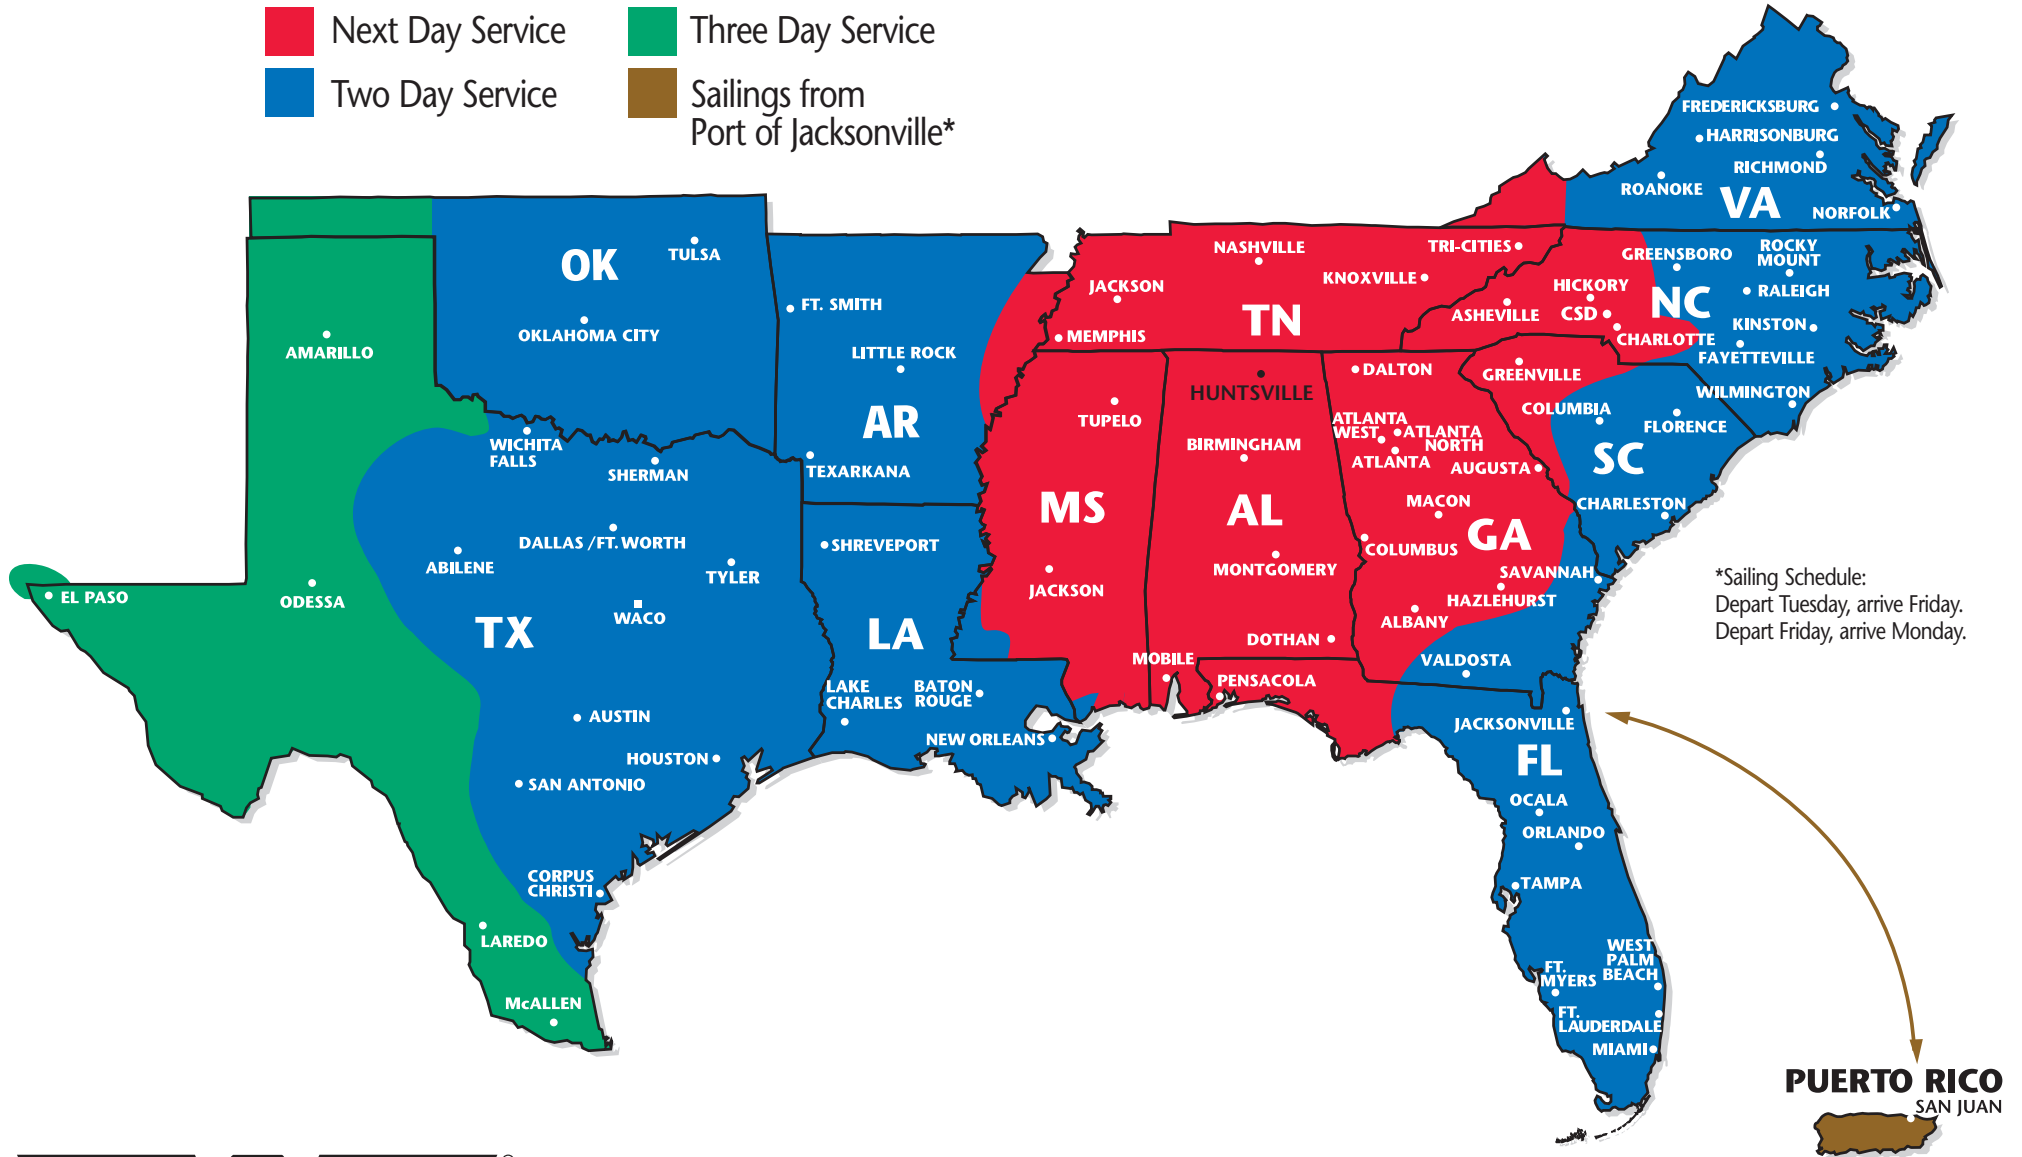 Next Day Service
Two Day Service
Three Day Service
Sailings from
Port of Jacksonville*
FREDERICKSBURG
HARRISONBURG
RICHMOND
ROANOKE
VA
NORFOLK
OK
TULSA
OKLAHOMA CITY
AMARILLO
FT. SMITH
LITTLE ROCK
AR
TEXARKANA
NASHVILLE
TRI-CITIES
KNOXVILLE
JACKSON
TN
MEMPHIS
GREENSBORO
ROCKY
MOUNT
HICKORY
NC
RALEIGH
ASHEVILLE
CSD
KINSTON
CHARLOTTE
FAYETTEVILLE
WILMINGTON
GREENVILLE
COLUMBIA
FLORENCE
SC
CHARLESTON
DALTON
HUNTSVILLE
TUPELO
BIRMINGHAM
ATLANTA
WEST
ATLANTA
NORTH
ATLANTA
AUGUSTA
MS
AL
MACON
GA
COLUMBUS
MONTGOMERY
SAVANNAH
HAZLEHURST
JACKSON
ALBANY
DOTHAN
VALDOSTA
MOBILE
PENSACOLA
WICHITA
FALLS
SHERMAN
DALLAS /FT. WORTH
ABILENE
TYLER
EL PASO
ODESSA
WACO
TX
SHREVEPORT
LA
LAKE
CHARLES
BATON
ROUGE
NEW ORLEANS
AUSTIN
HOUSTON
SAN ANTONIO
CORPUS
CHRISTI
LAREDO
McALLEN
JACKSONVILLE
FL
OCALA
ORLANDO
TAMPA
WEST
PALM
BEACH
FT.
MYERS
FT.
LAUDERDALE
MIAMI
*Sailing Schedule:
Depart Tuesday, arrive Friday.
Depart Friday, arrive Monday.
PUERTO RICO
SAN JUAN